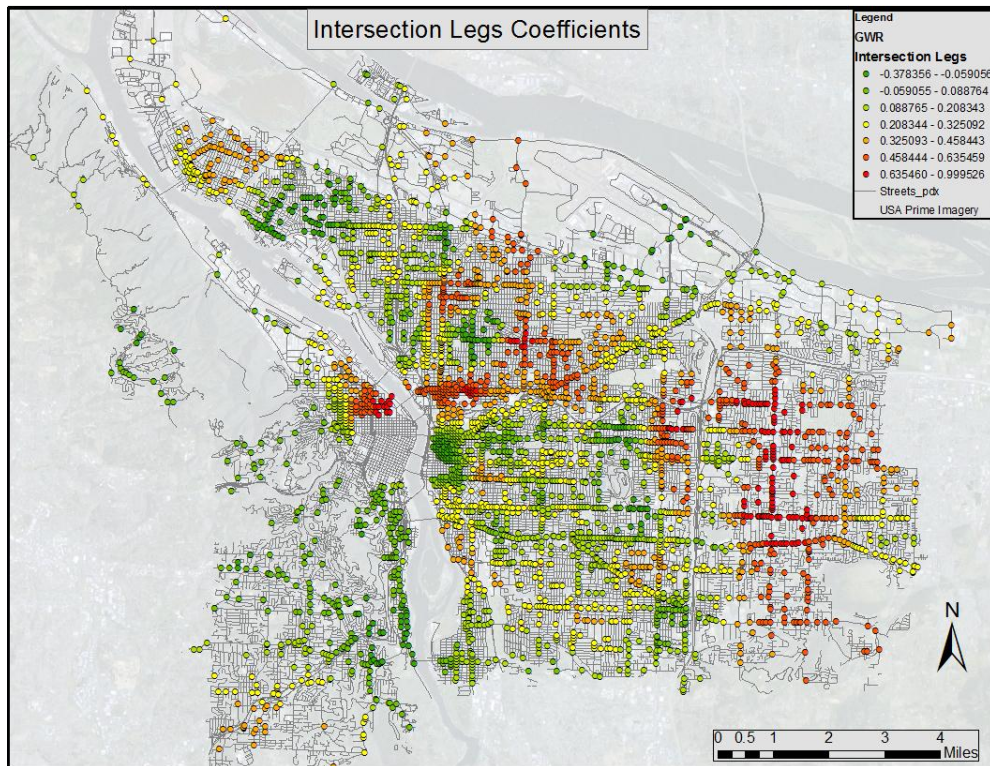 Intersection Legs Coefficients
Legend
GWR
Intersection Legs
-0.378356 - -0.059056
-0.059055 - 0.088764
0.088765 - 0.208343
0.208344 - 0.325092
0.325093 - 0.458443
0.458444 - 0.635459
0.635460 - 0.999526
Streets_pdx
USA Prime Imagery
N
0 0.5 1 2 3 4
Miles